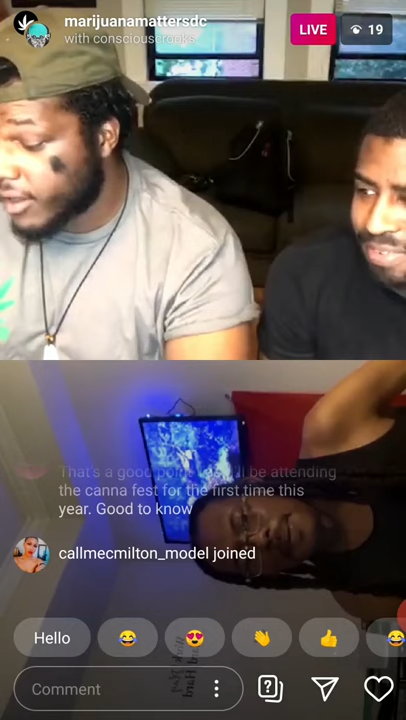 marijuanamattersdc
with consciouscrooks
LIVE
19
That's a good point
be attending
the canna fest for the first time this
year. Good to know
callmecmilton_model joined
Hello
Comment